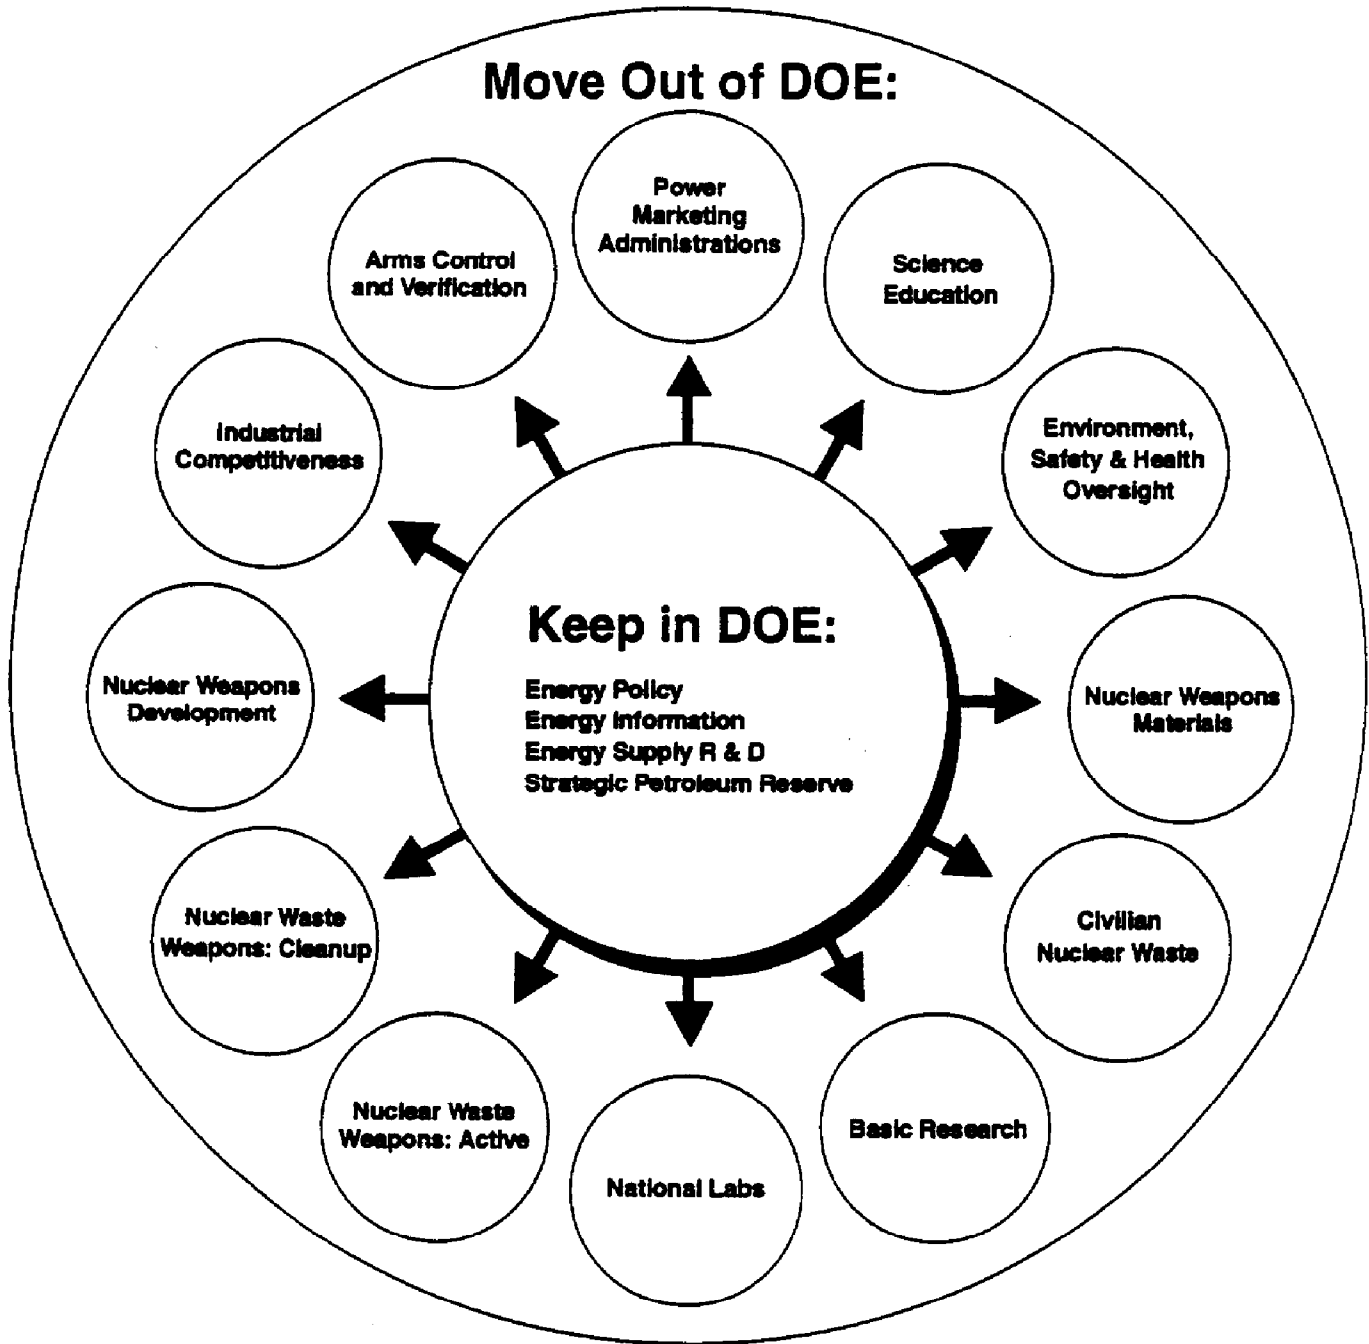 Move Out of DOE:
Power
Marketing
Administrations
Science
Education
Environment,
Safety & Health
Oversight
Nuclear Weapons
Materials
Civilian
Nuclear Waste
Basic Research
National Labs
Nuclear Waste
Weapons: Active
Nuclear Waste
Weapons: Cleanup
Nuclear Weapons
Development
Industrial
Competitiveness
Arms Control
and Verification
Keep in DOE:
Energy Policy
Energy Information
Energy Supply R & D
Strategic Petroleum Reserve